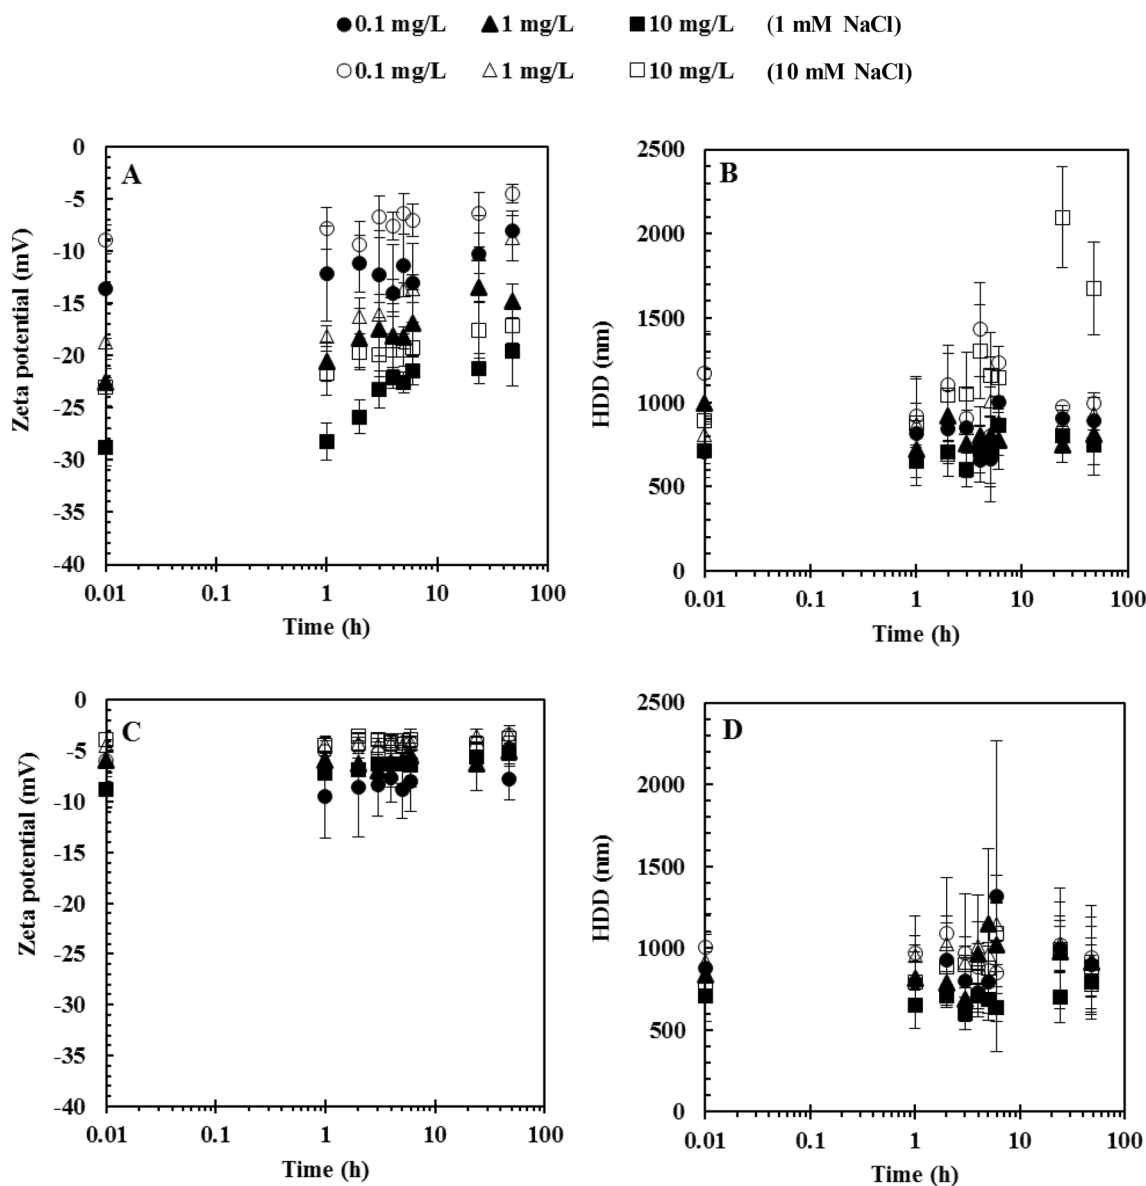 0.1 mg/L 1 mg/L 10 mg/L (1 mM NaCl)
0.1 mg/L 1 mg/L 10 mg/L (10 mM NaCl)
A
Zeta potential (mV)
0
-5
-10
-15
-20
-25
-30
-35
-40
0.01 0.1 1 10 100
Time (h)
B
HDD (nm)
2500
2000
1500
1000
500
0
0.01 0.1 1 10 100
Time (h)
C
Zeta potential (mV)
0
-5
-10
-15
-20
-25
-30
-35
-40
0.01 0.1 1 10 100
Time (h)
D
HDD (nm)
2500
2000
1500
1000
500
0
0.01 0.1 1 10 100
Time (h)